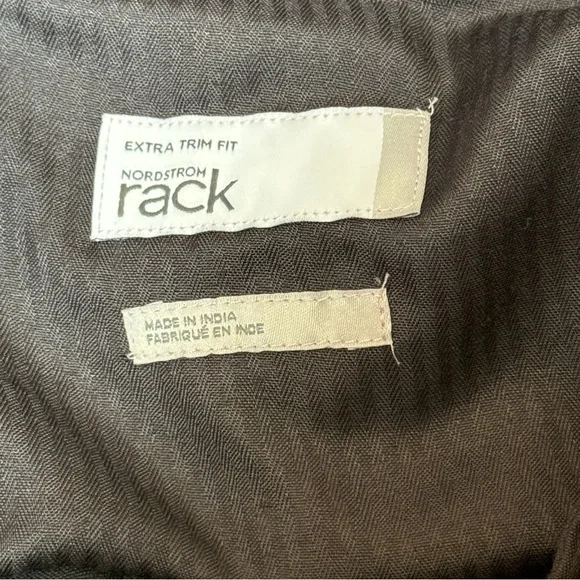 EXTRA TRIM FIT
NORDSTROM
rack
MADE IN INDIA
FABRIQUÉ EN INDE